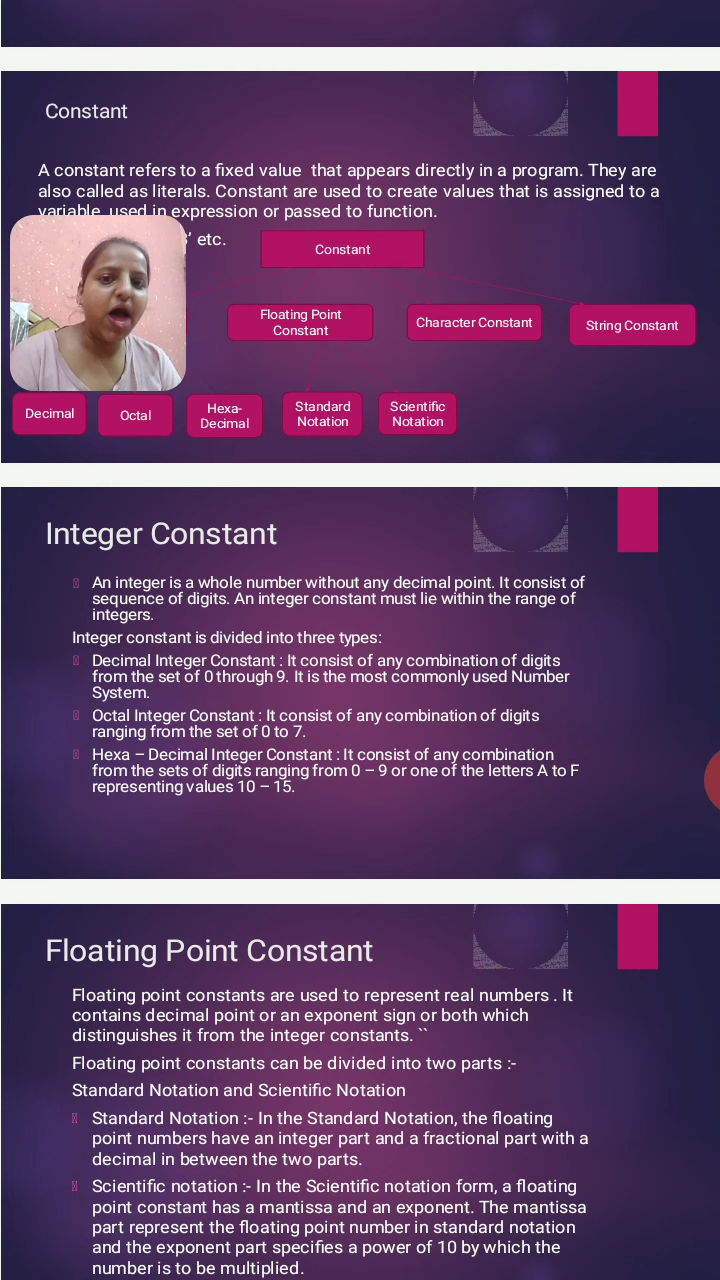 Constant
A constant refers to a fixed value that appears directly in a program. They are
also called as literals. Constant are used to create values that is assigned to a
variable, used in expression or passed to function.
etc.
Constant
Floating Point
Constant
Character Constant
String Constant
Decimal
Octal
Hexa-
Decimal
Standard
Notation
Scientific
Notation
Integer Constant
An integer is a whole number without any decimal point. It consist of
sequence of digits. An integer constant must lie within the range of
integers.
Integer constant is divided into three types:
Decimal Integer Constant : It consist of any combination of digits
from the set of 0 through 9. It is the most commonly used Number
System.
Octal Integer Constant : It consist of any combination of digits
ranging from the set of 0 to 7.
Hexa – Decimal Integer Constant : It consist of any combination
from the sets of digits ranging from 0 – 9 or one of the letters A to F
representing values 10 – 15.
Floating Point Constant
Floating point constants are used to represent real numbers . It
contains decimal point or an exponent sign or both which
distinguishes it from the integer constants. ``
Floating point constants can be divided into two parts :-
Standard Notation and Scientific Notation
Standard Notation :- In the Standard Notation, the floating
point numbers have an integer part and a fractional part with a
decimal in between the two parts.
Scientific notation :- In the Scientific notation form, a floating
point constant has a mantissa and an exponent. The mantissa
part represent the floating point number in standard notation
and the exponent part specifies a power of 10 by which the
number is to be multiplied.